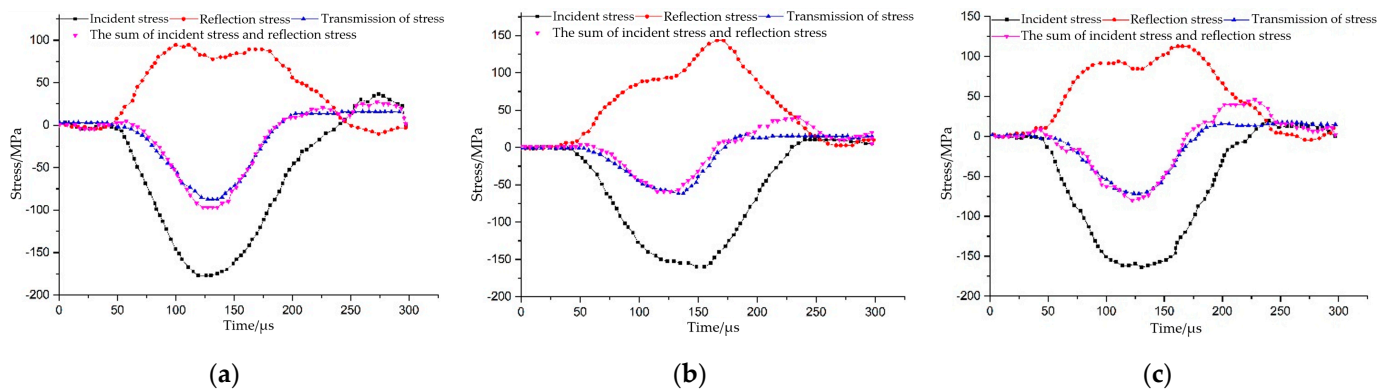 Incident stress Reflection stress Transmission of stress
The sum of incident stress and reflection stress
100
50
0
-50
-100
-150
-200
Stress/MPa
0 50 100 150 200 250 300
Time/µs
(a)
Incident stress Reflection stress Transmission of stress
The sum of incident stress and reflection stress
150
100
50
0
-50
-100
-150
-200
Stress/MPa
0 50 100 150 200 250 300
Time/µs
(b)
Incident stress Reflection stress Transmission of stress
The sum of incident stress and reflection stress
150
100
50
0
-50
-100
-150
-200
Stress/MPa
0 50 100 150 200 250 300
Time/µs
(c)